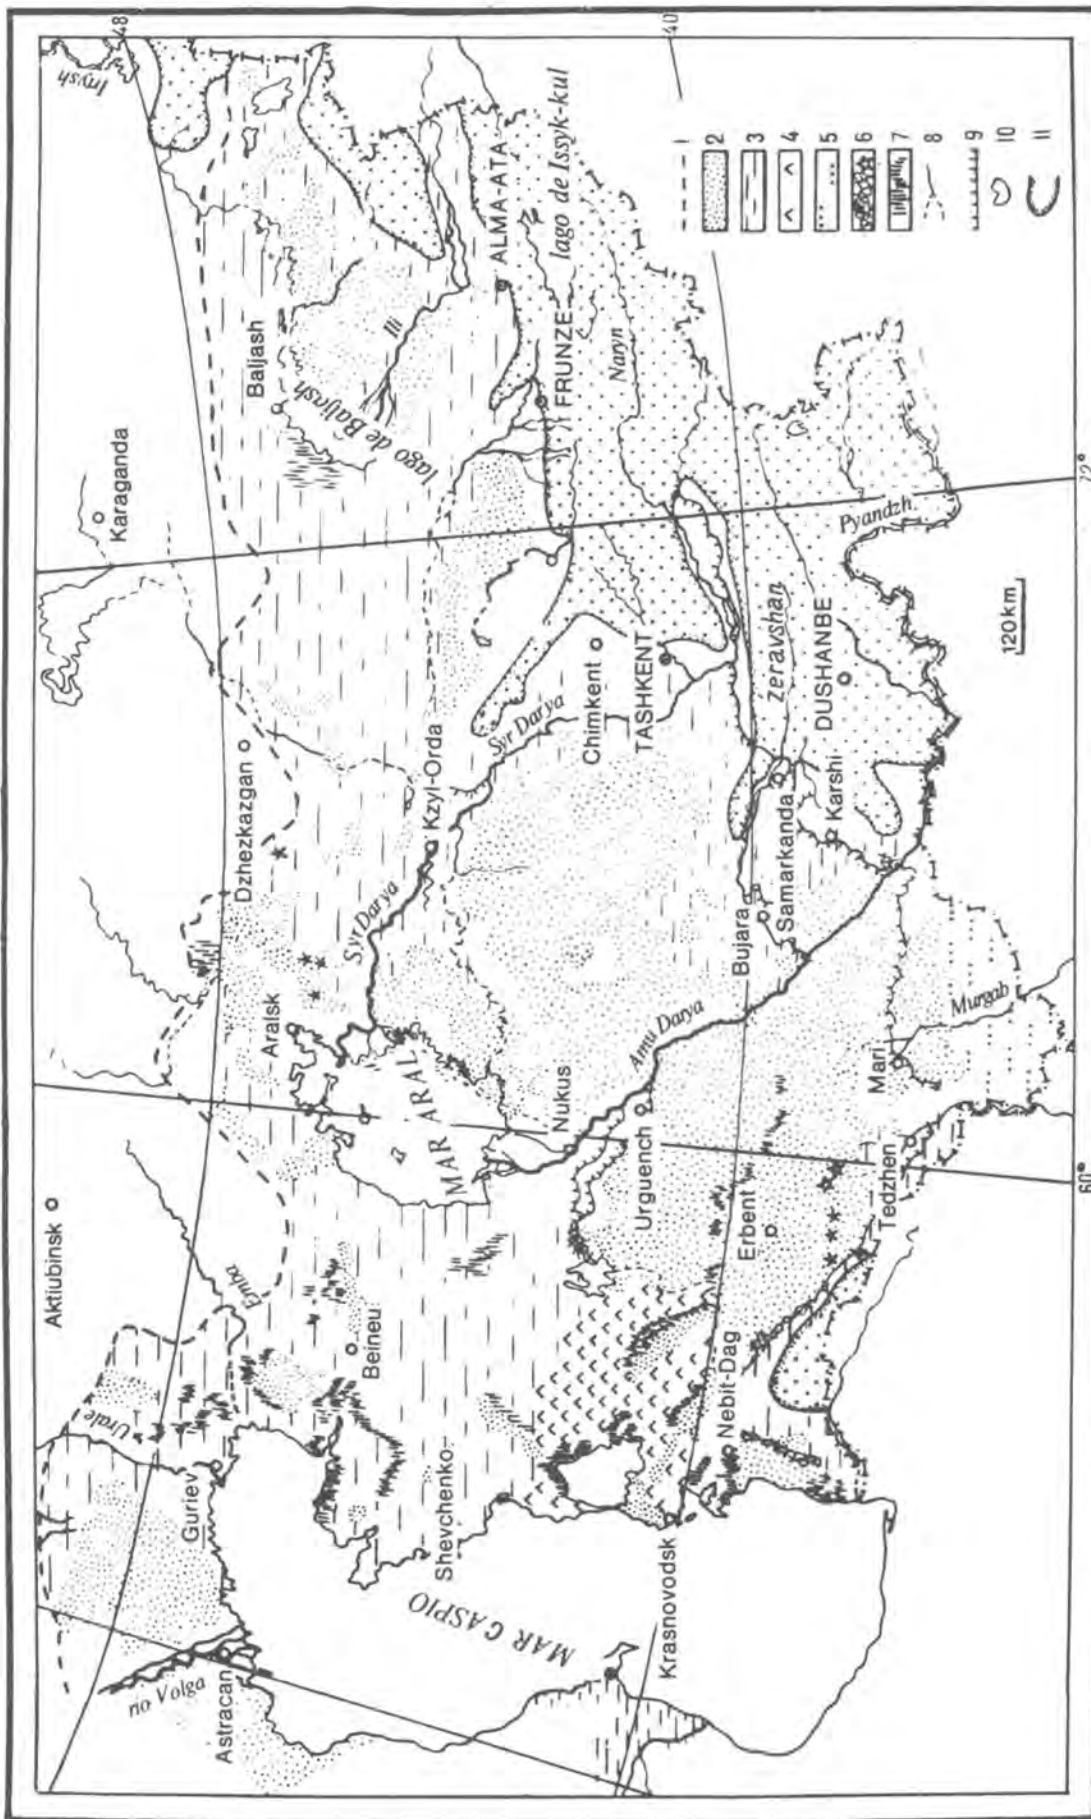 48
40
Irtysh
Karaganda
Baljash
lago de Baljash
Ili
ALMA-ATA
lago de Issyk-kul
FRUNZE
Naryn
Aktiubinsk
Dzhezkazgan
Aralsk
Syr Darya
Kzyl-Orda
Syr Darya
Chimkent
TASHKENT
Zeravshan
DUSHANBE
Pyandzh.
72°
Emba
Beineu
MAR ARAL
Nukus
Urguench
Amu Darya
Bujara
Samarkanda
Karshi
Erbent
Mari
Murgab
Tedzhen
60°
Urale
Guriev
Shevchenko
Nebit-Dag
Krasnovodsk
MAR CASPIO
rio Volga
Astracan
120 km
1
2
3
4
5
6
7
8
9
10
11